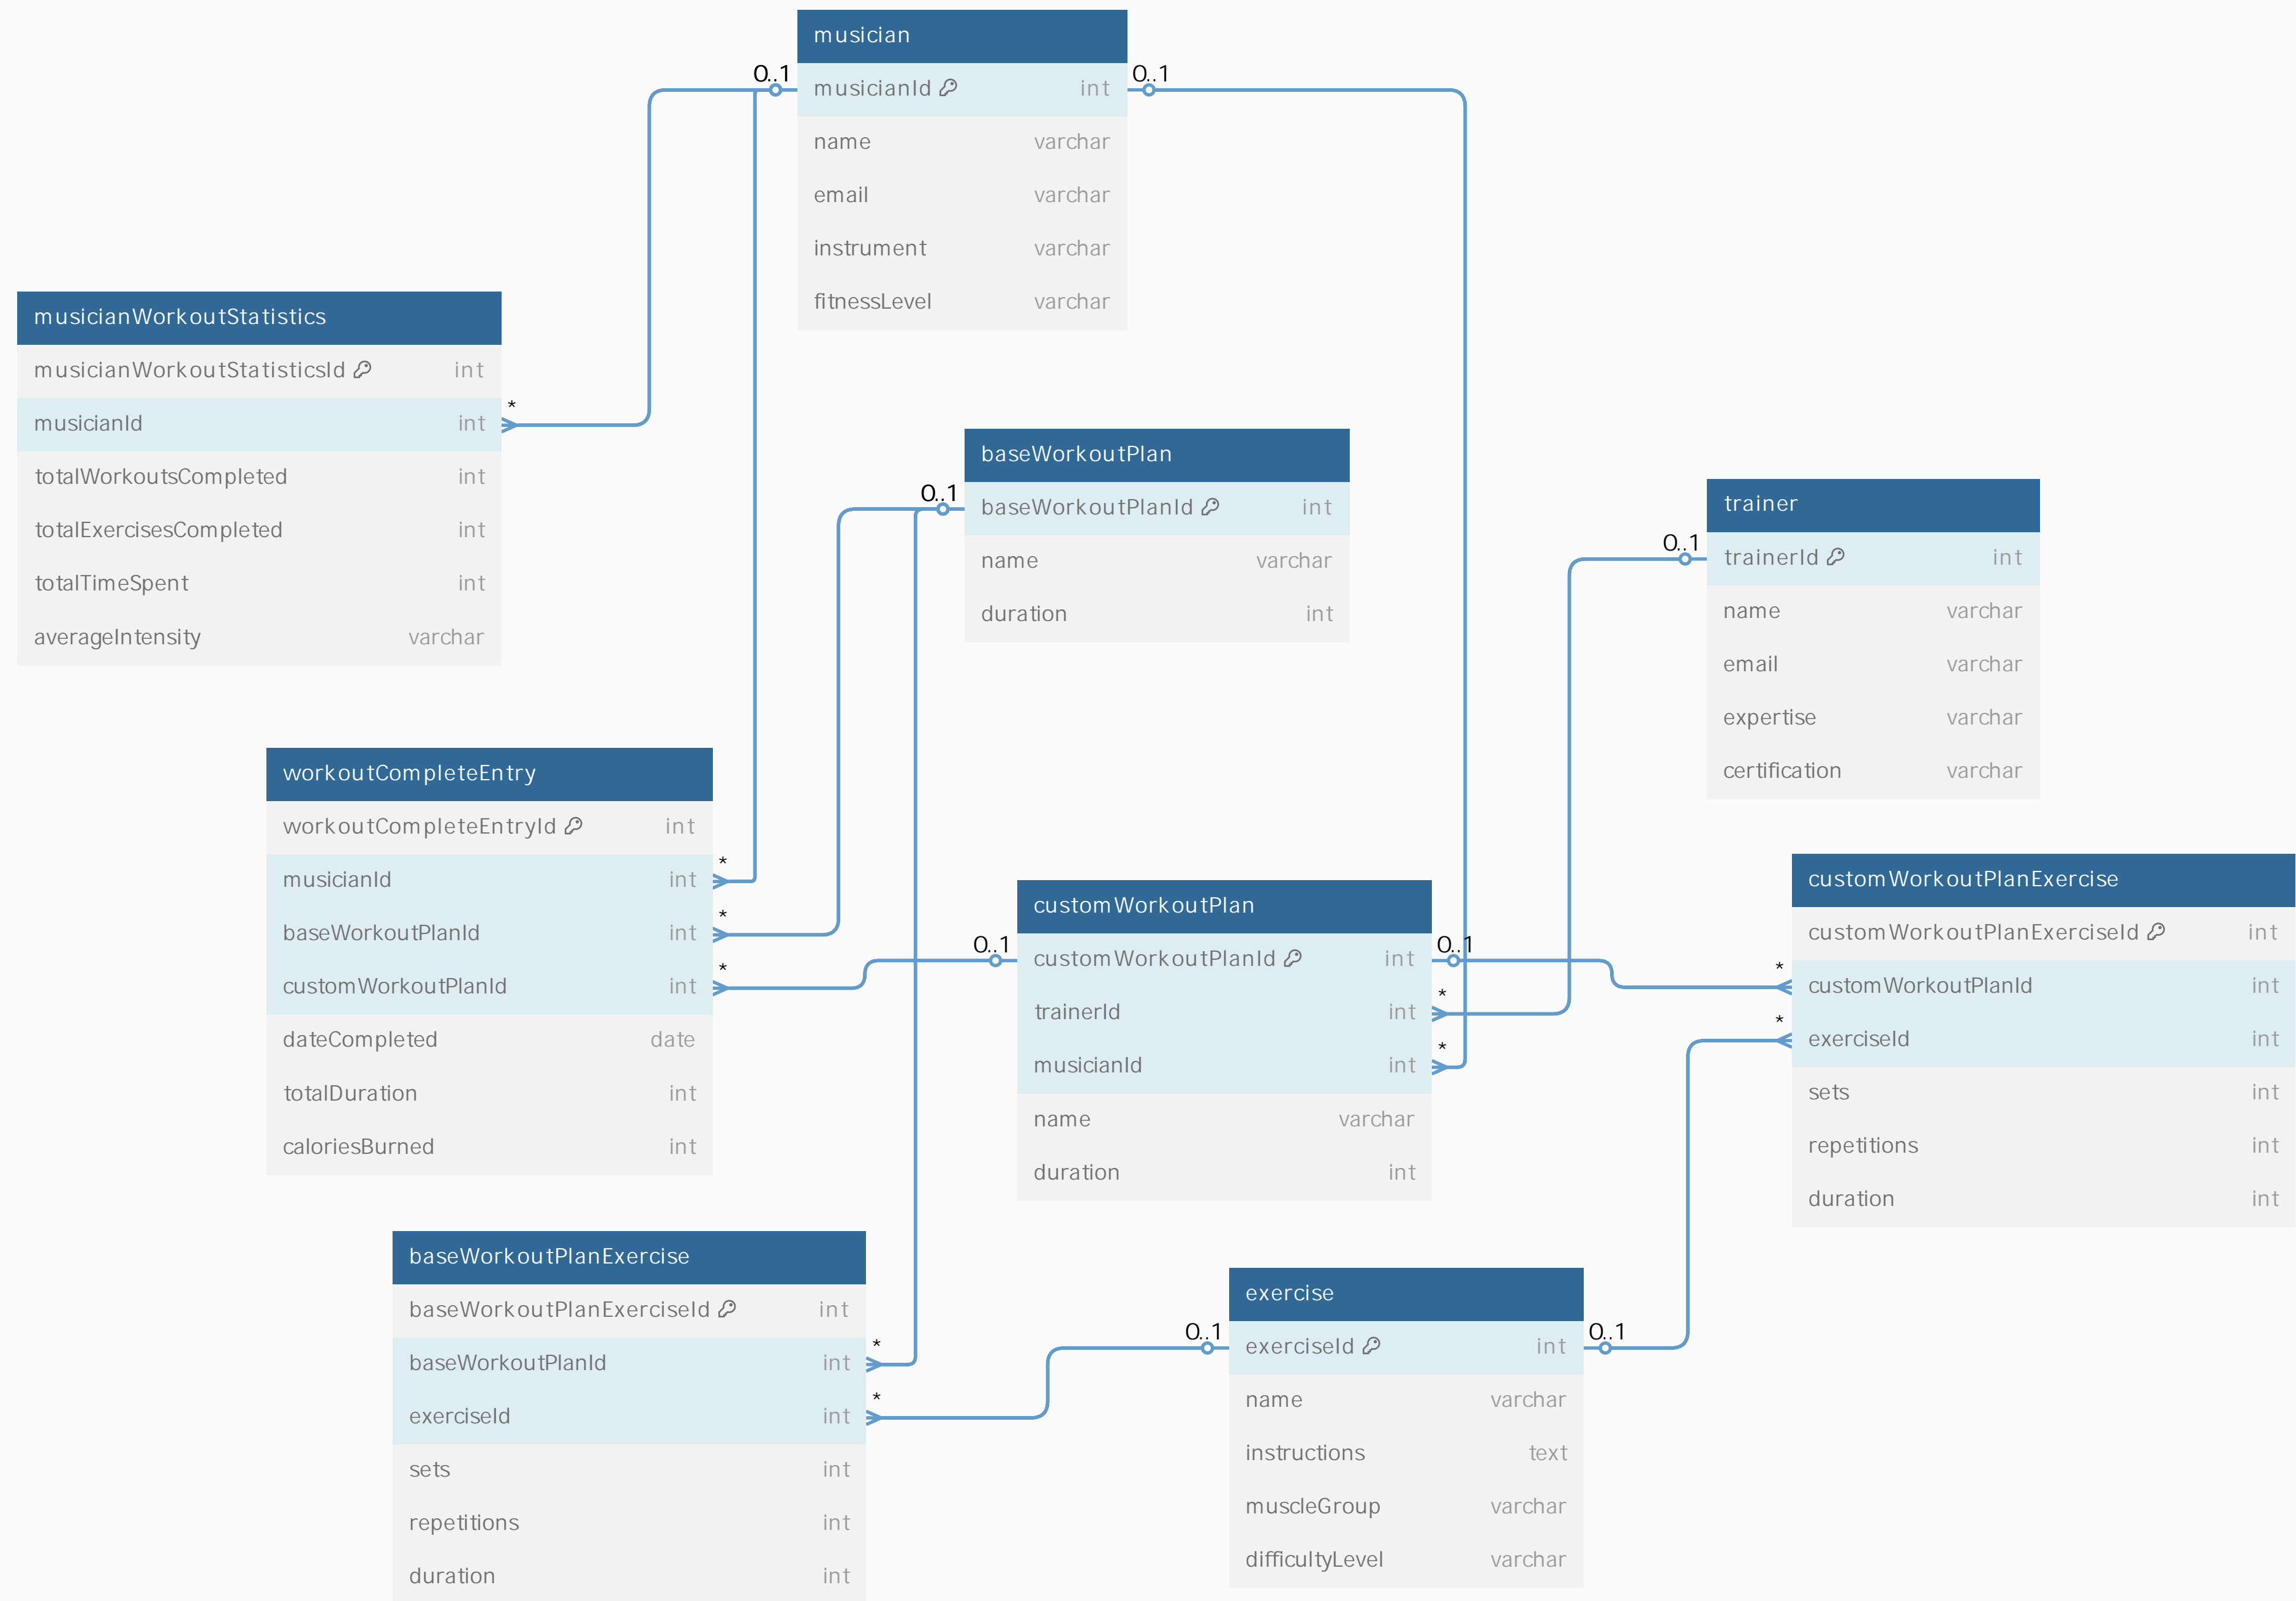 musician
0..1
0..1
musicianId int
name varchar
email varchar
instrument varchar
fitnessLevel varchar
musicianWorkoutStatistics
musicianWorkoutStatisticsId int
*
musicianId int
totalWorkoutsCompleted int
totalExercisesCompleted int
totalTimeSpent int
averageIntensity varchar
baseWorkoutPlan
0..1
baseWorkoutPlanId int
name varchar
duration int
trainer
0..1
trainerId int
name varchar
email varchar
expertise varchar
certification varchar
workoutCompleteEntry
workoutCompleteEntryId int
*
musicianId int
*
baseWorkoutPlanId int
*
customWorkoutPlanId int
dateCompleted date
totalDuration int
caloriesBurned int
customWorkoutPlan
0..1
0..1
customWorkoutPlanId int
*
trainerId int
*
musicianId int
name varchar
duration int
customWorkoutPlanExercise
customWorkoutPlanExerciseId int
*
customWorkoutPlanId int
*
exerciseId int
sets int
repetitions int
duration int
baseWorkoutPlanExercise
baseWorkoutPlanExerciseId int
*
baseWorkoutPlanId int
*
exerciseId int
sets int
repetitions int
duration int
exercise
0..1
0..1
exerciseId int
name varchar
instructions text
muscleGroup varchar
difficultyLevel varchar